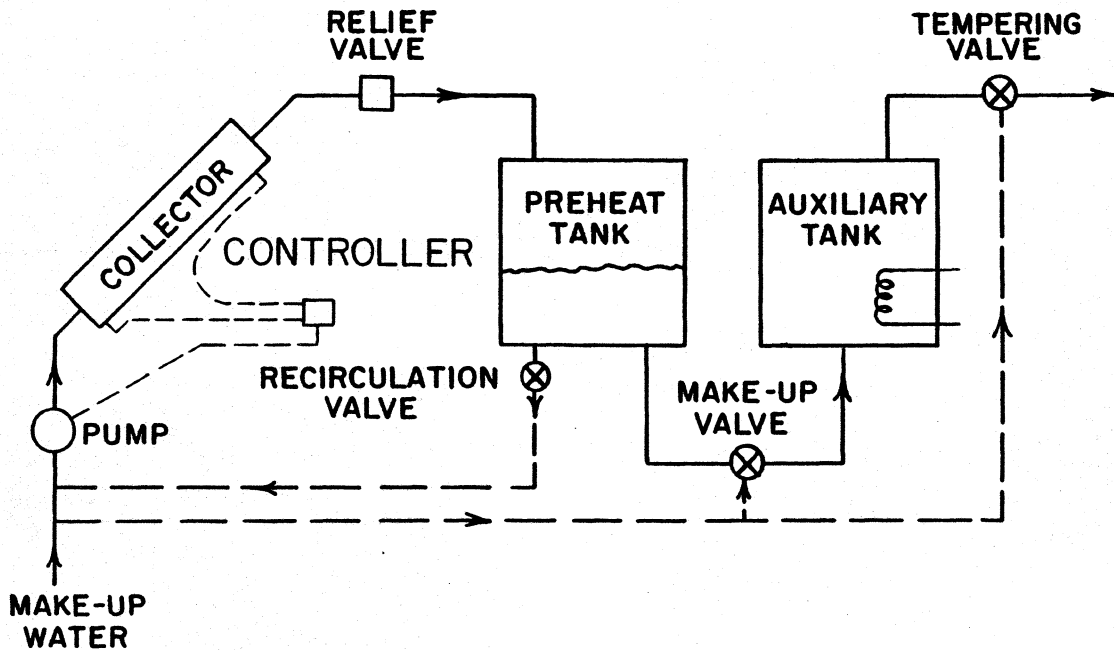 RELIEF
VALVE
TEMPERING
VALVE
COLLECTOR
PREHEAT
TANK
AUXILIARY
TANK
CONTROLLER
RECIRCULATION
VALVE
MAKE-UP
VALVE
PUMP
MAKE-UP
WATER